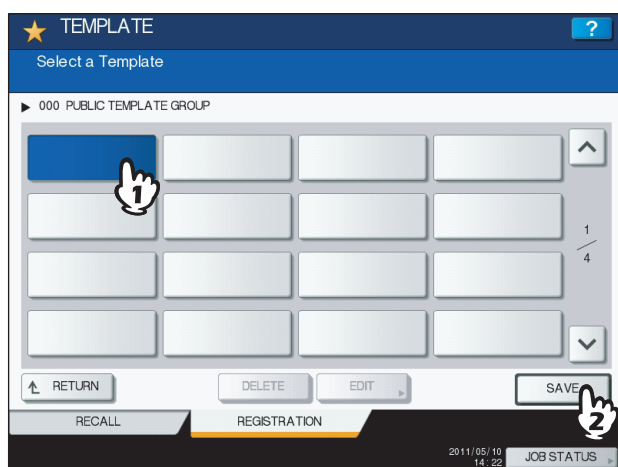 TEMPLATE
?
Select a Template
000 PUBLIC TEMPLATE GROUP
1
1
4
RETURN
DELETE
EDIT
SAVE
2
RECALL
REGISTRATION
2011/05/10
14:22
JOB STATUS